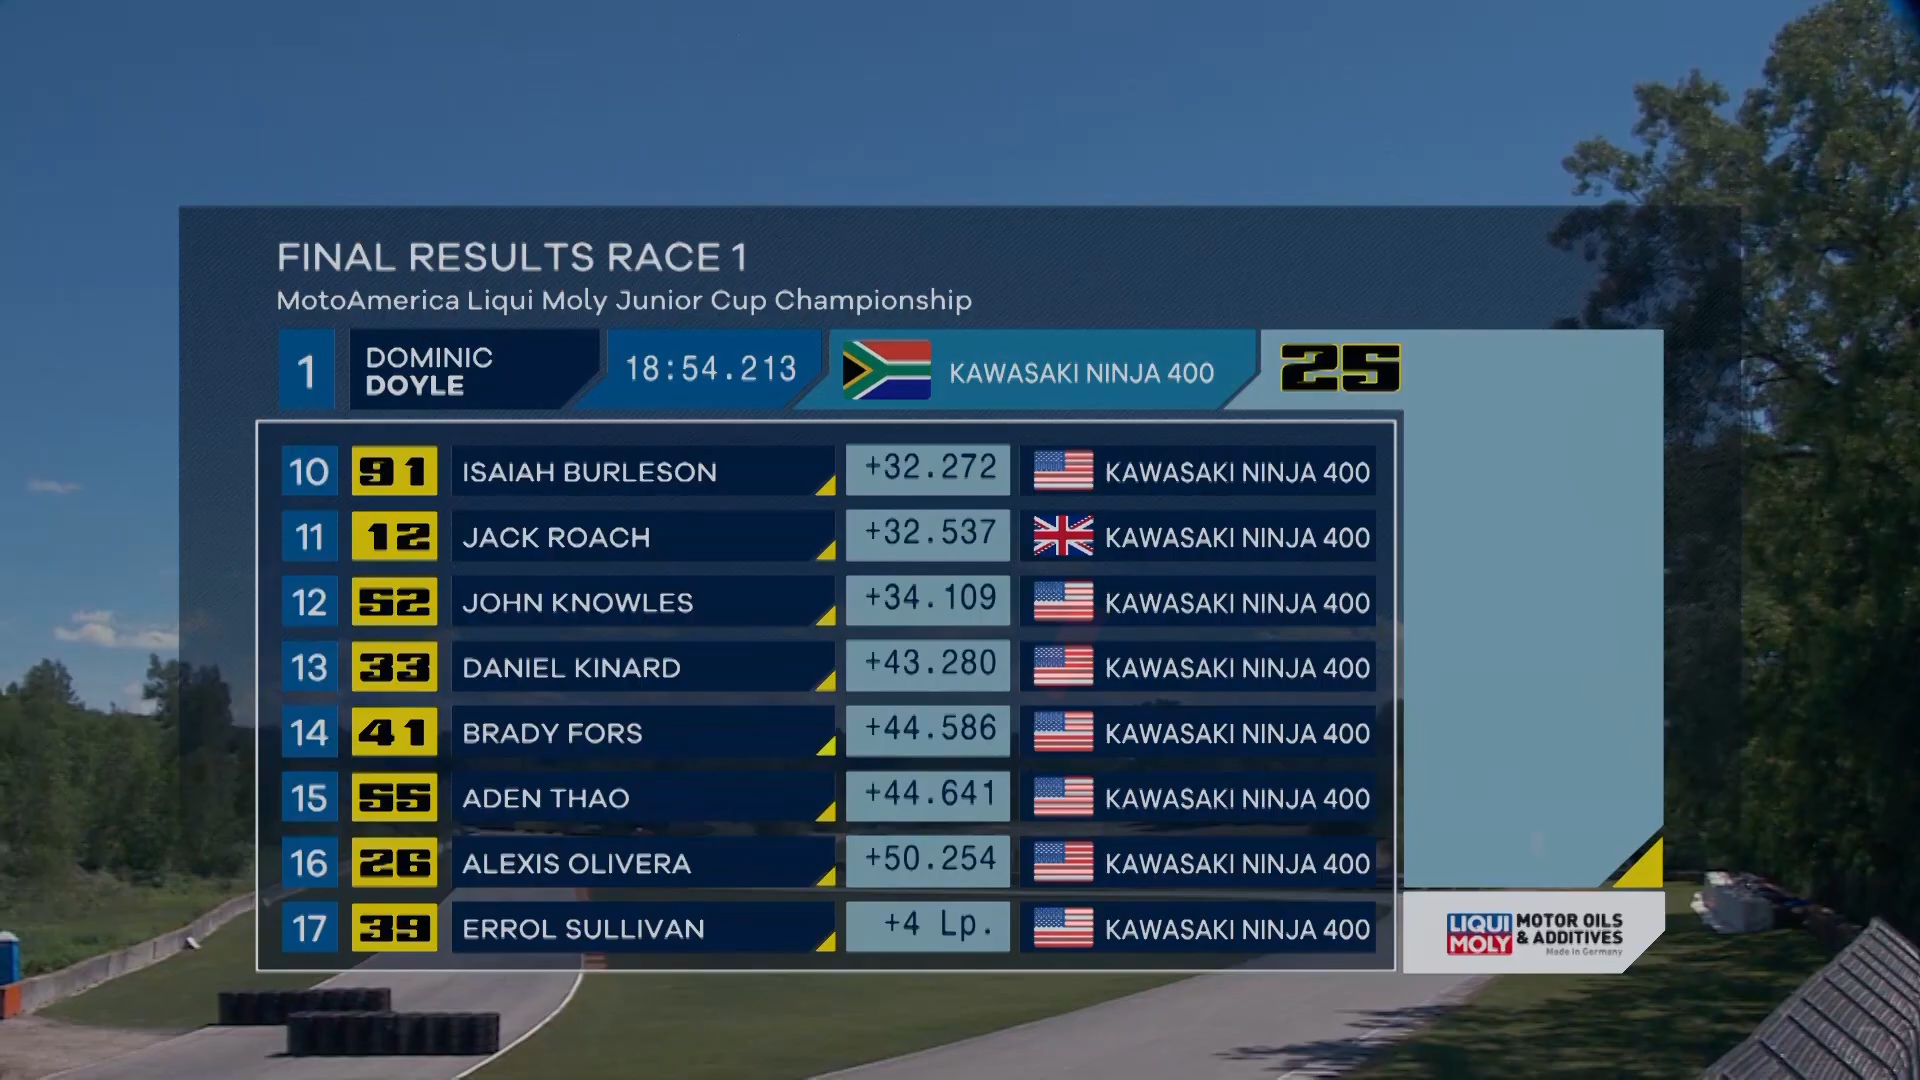 FINAL RESULTS RACE 1
MotoAmerica Liqui Moly Junior Cup Championship
1 DOMINIC DOYLE 18:54.213 KAWASAKI NINJA 400 25
10 91 ISAIAH BURLESON +32.272 KAWASAKI NINJA 400
11 12 JACK ROACH +32.537 KAWASAKI NINJA 400
12 52 JOHN KNOWLES +34.109 KAWASAKI NINJA 400
13 33 DANIEL KINARD +43.280 KAWASAKI NINJA 400
14 41 BRADY FORS +44.586 KAWASAKI NINJA 400
15 55 ADEN THAO +44.641 KAWASAKI NINJA 400
16 26 ALEXIS OLIVERA +50.254 KAWASAKI NINJA 400
17 39 ERROL SULLIVAN +4 Lp. KAWASAKI NINJA 400
LIQUI MOLY
MOTOR OILS
& ADDITIVES
Made in Germany